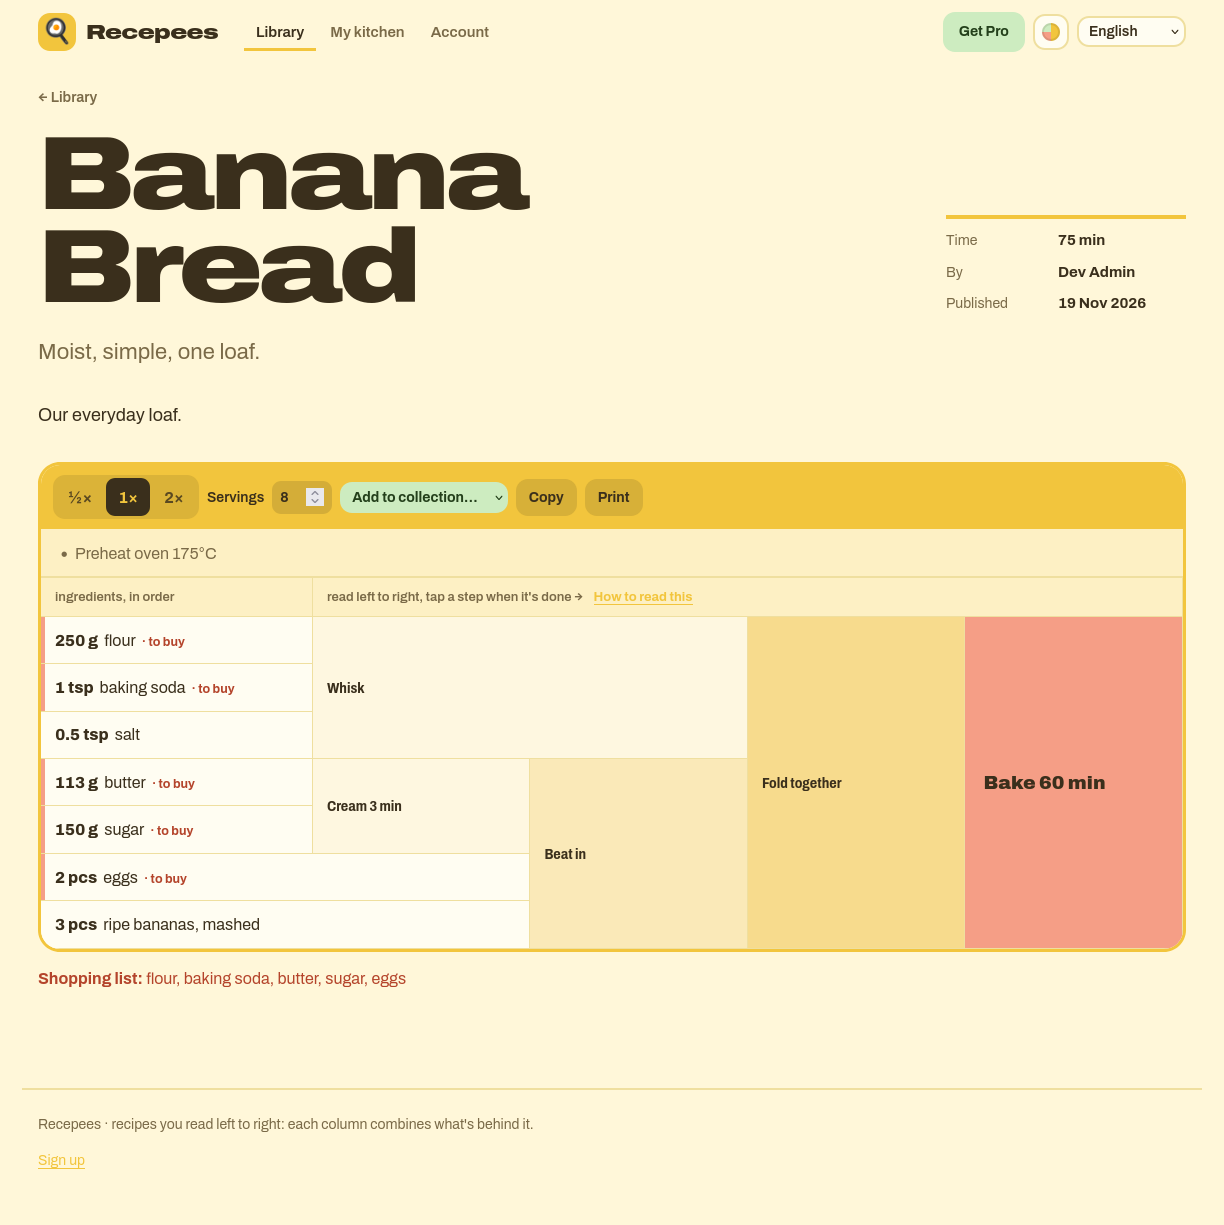 Recepees
Library
My kitchen
Account
Get Pro
English
← Library
Banana
Bread
Time 75 min
By Dev Admin
Published 19 Nov 2026
Moist, simple, one loaf.
Our everyday loaf.
½× 1× 2× Servings 8 Add to collection… Copy Print
• Preheat oven 175°C
ingredients, in order
read left to right, tap a step when it's done → How to read this
250 g flour · to buy
1 tsp baking soda · to buy
0.5 tsp salt
Whisk
113 g butter · to buy
150 g sugar · to buy
Cream 3 min
2 pcs eggs · to buy
3 pcs ripe bananas, mashed
Beat in
Fold together
Bake 60 min
Shopping list: flour, baking soda, butter, sugar, eggs
Recepees · recipes you read left to right: each column combines what's behind it.
Sign up